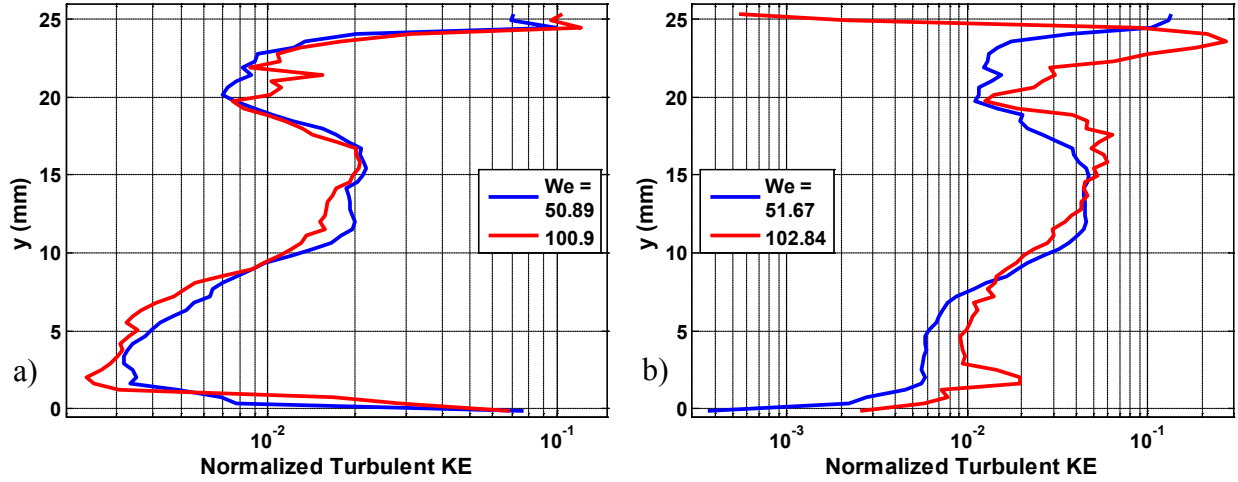 25
20
15
10
5
0
y (mm)
a)
We =
50.89
100.9
10-2
10-1
Normalized Turbulent KE
25
20
15
10
5
0
y (mm)
b)
We =
51.67
102.84
10-3
10-2
10-1
Normalized Turbulent KE